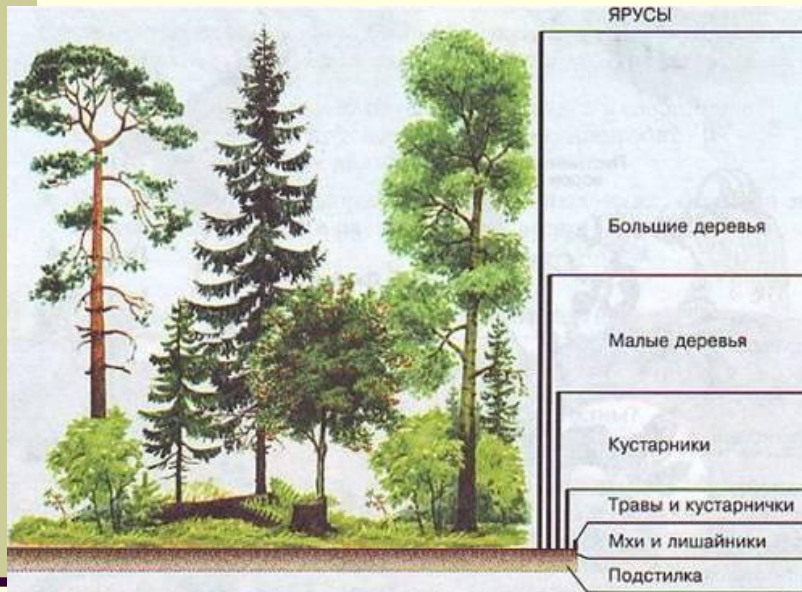 ЯРУСЫ
Большие деревья
Малые деревья
Кустарники
Травы и кустарнички
Мхи и лишайники
Подстилка